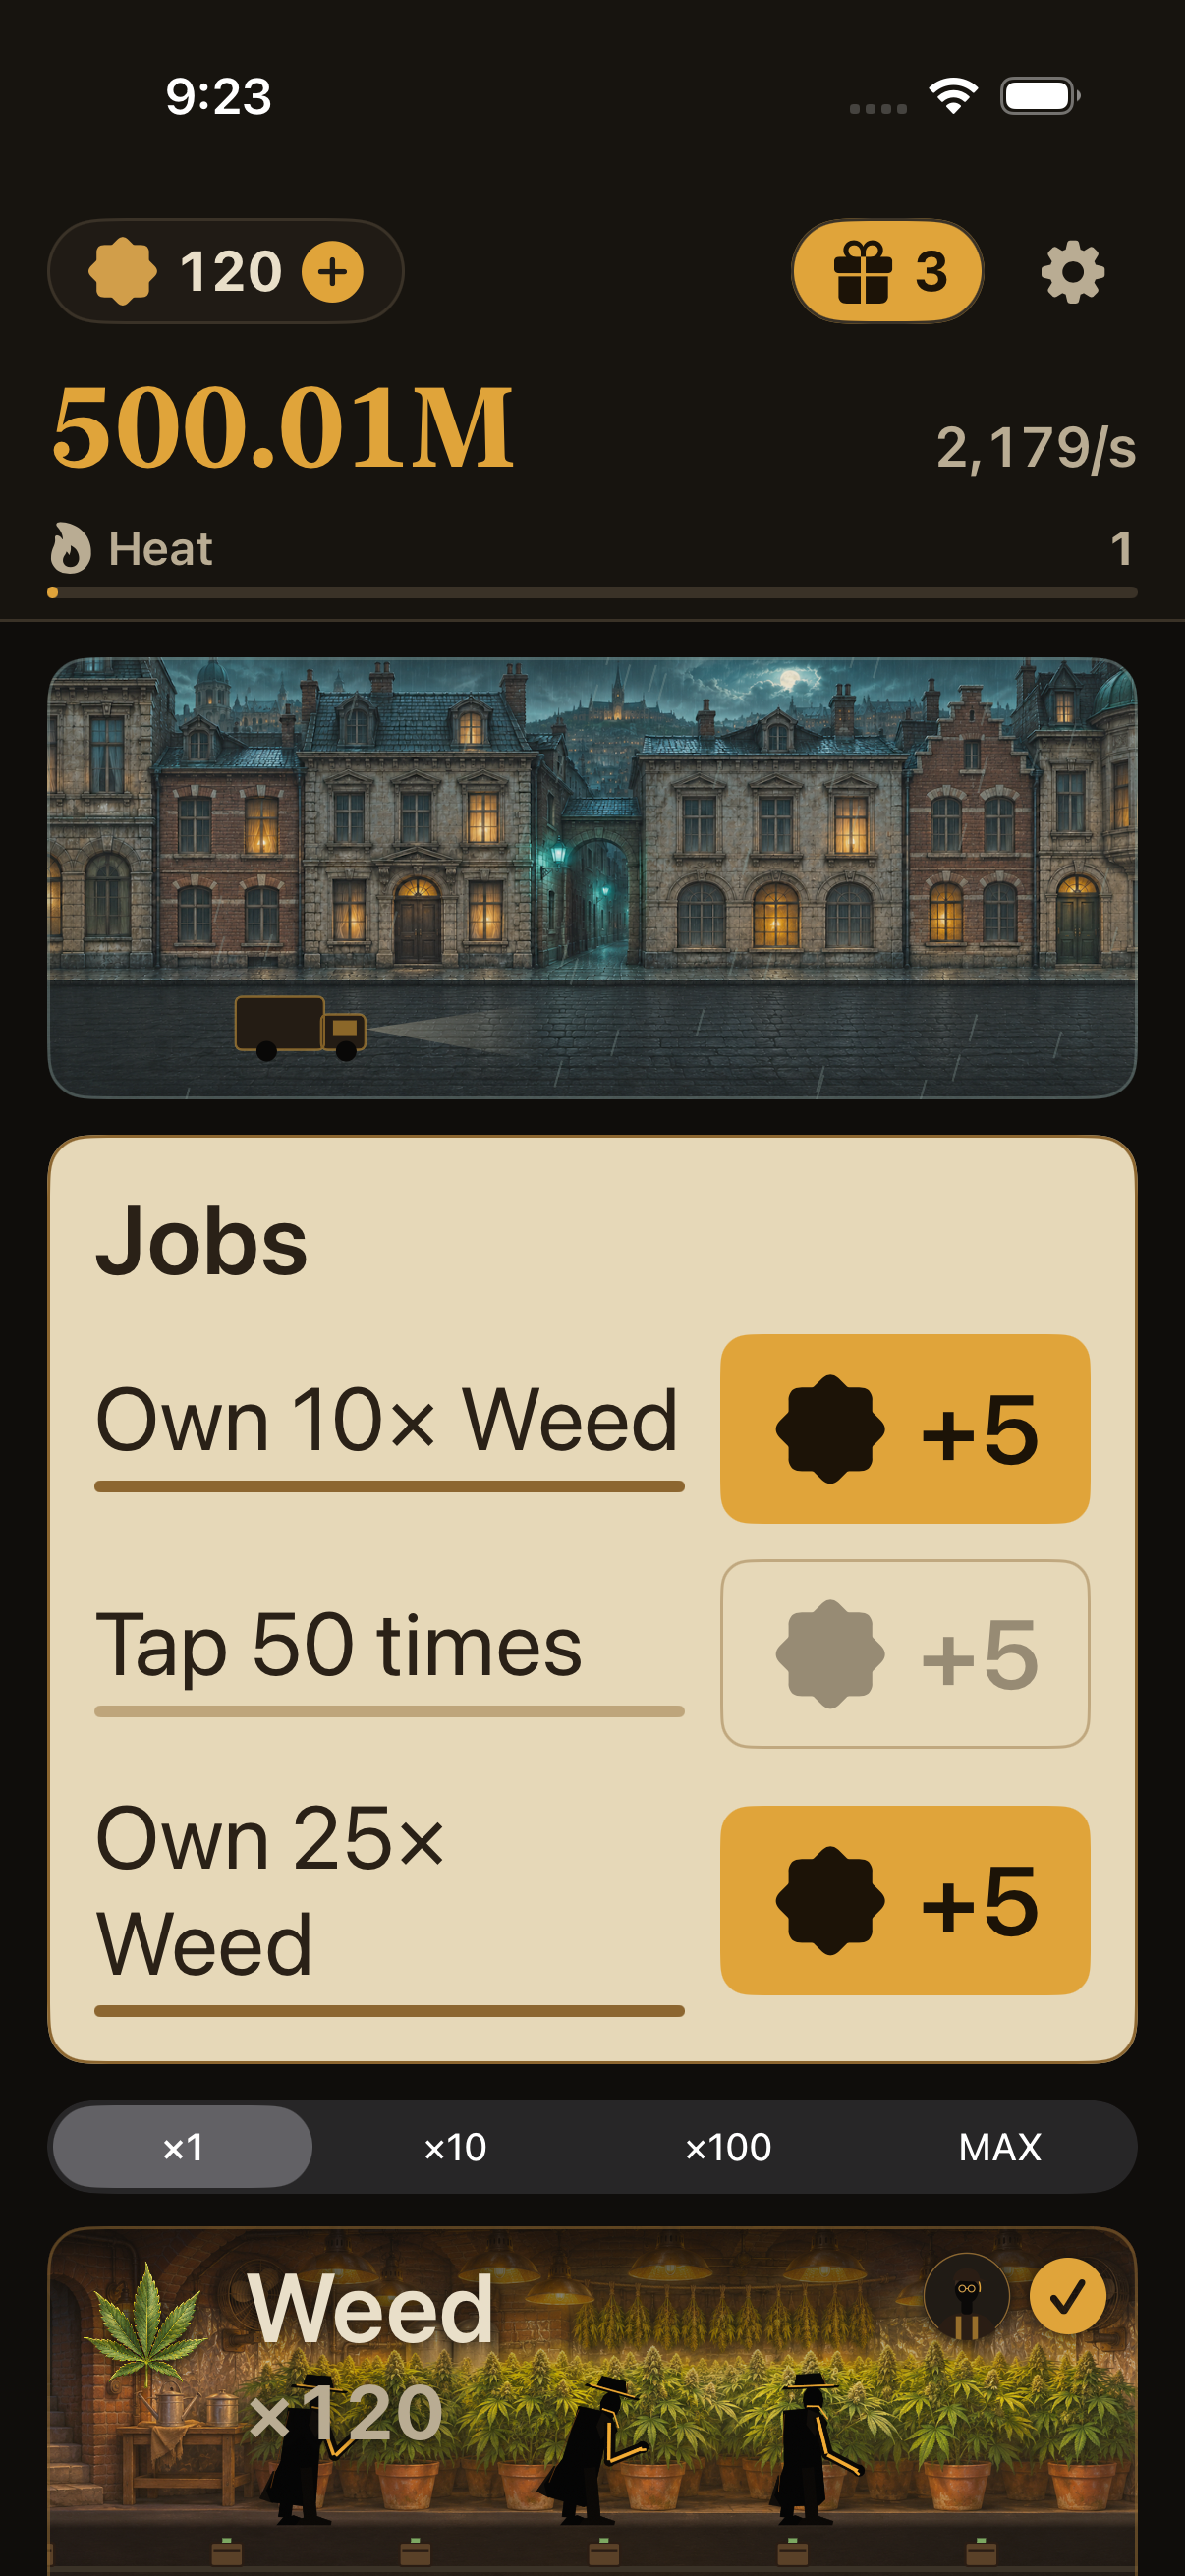 9:23
120
3
500.01M
2,179/s
Heat
1
Jobs
Own 10× Weed
+5
Tap 50 times
+5
Own 25×
Weed
+5
×1
×10
×100
MAX
Weed
×120